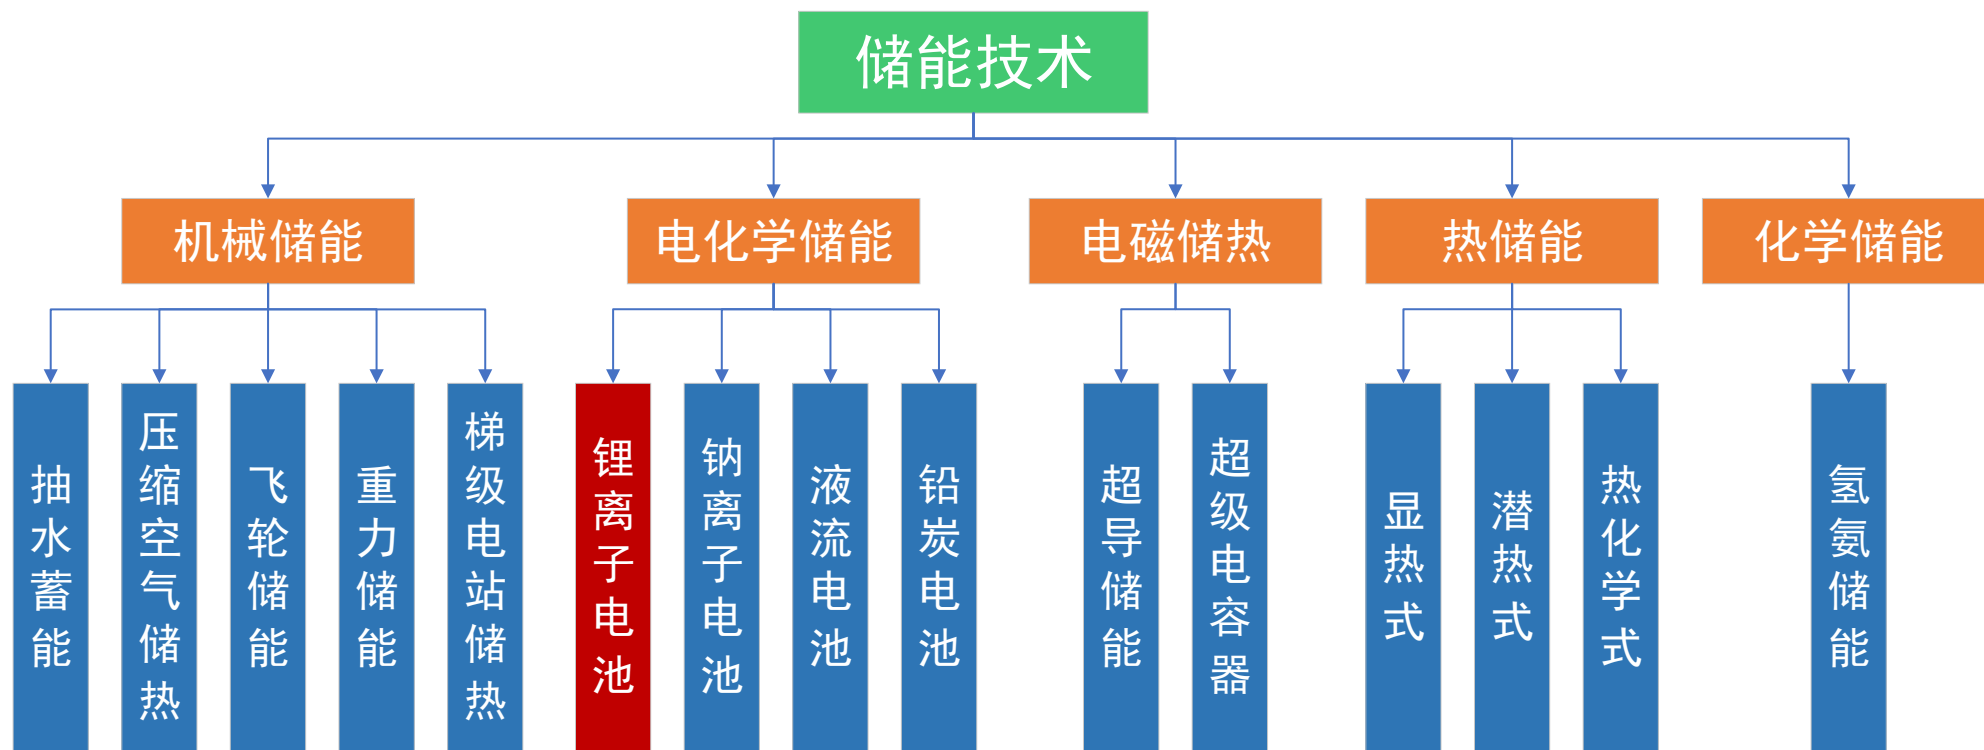 储能技术
机械储能
电化学储能
电磁储热
热储能
化学储能
抽水蓄能
压缩空气储热
飞轮储能
重力储能
梯级电站储热
锂离子电池
钠离子电池
液流电池
铅炭电池
超导储能
超级电容器
显热式
潜热式
热化学式
氢氨储能